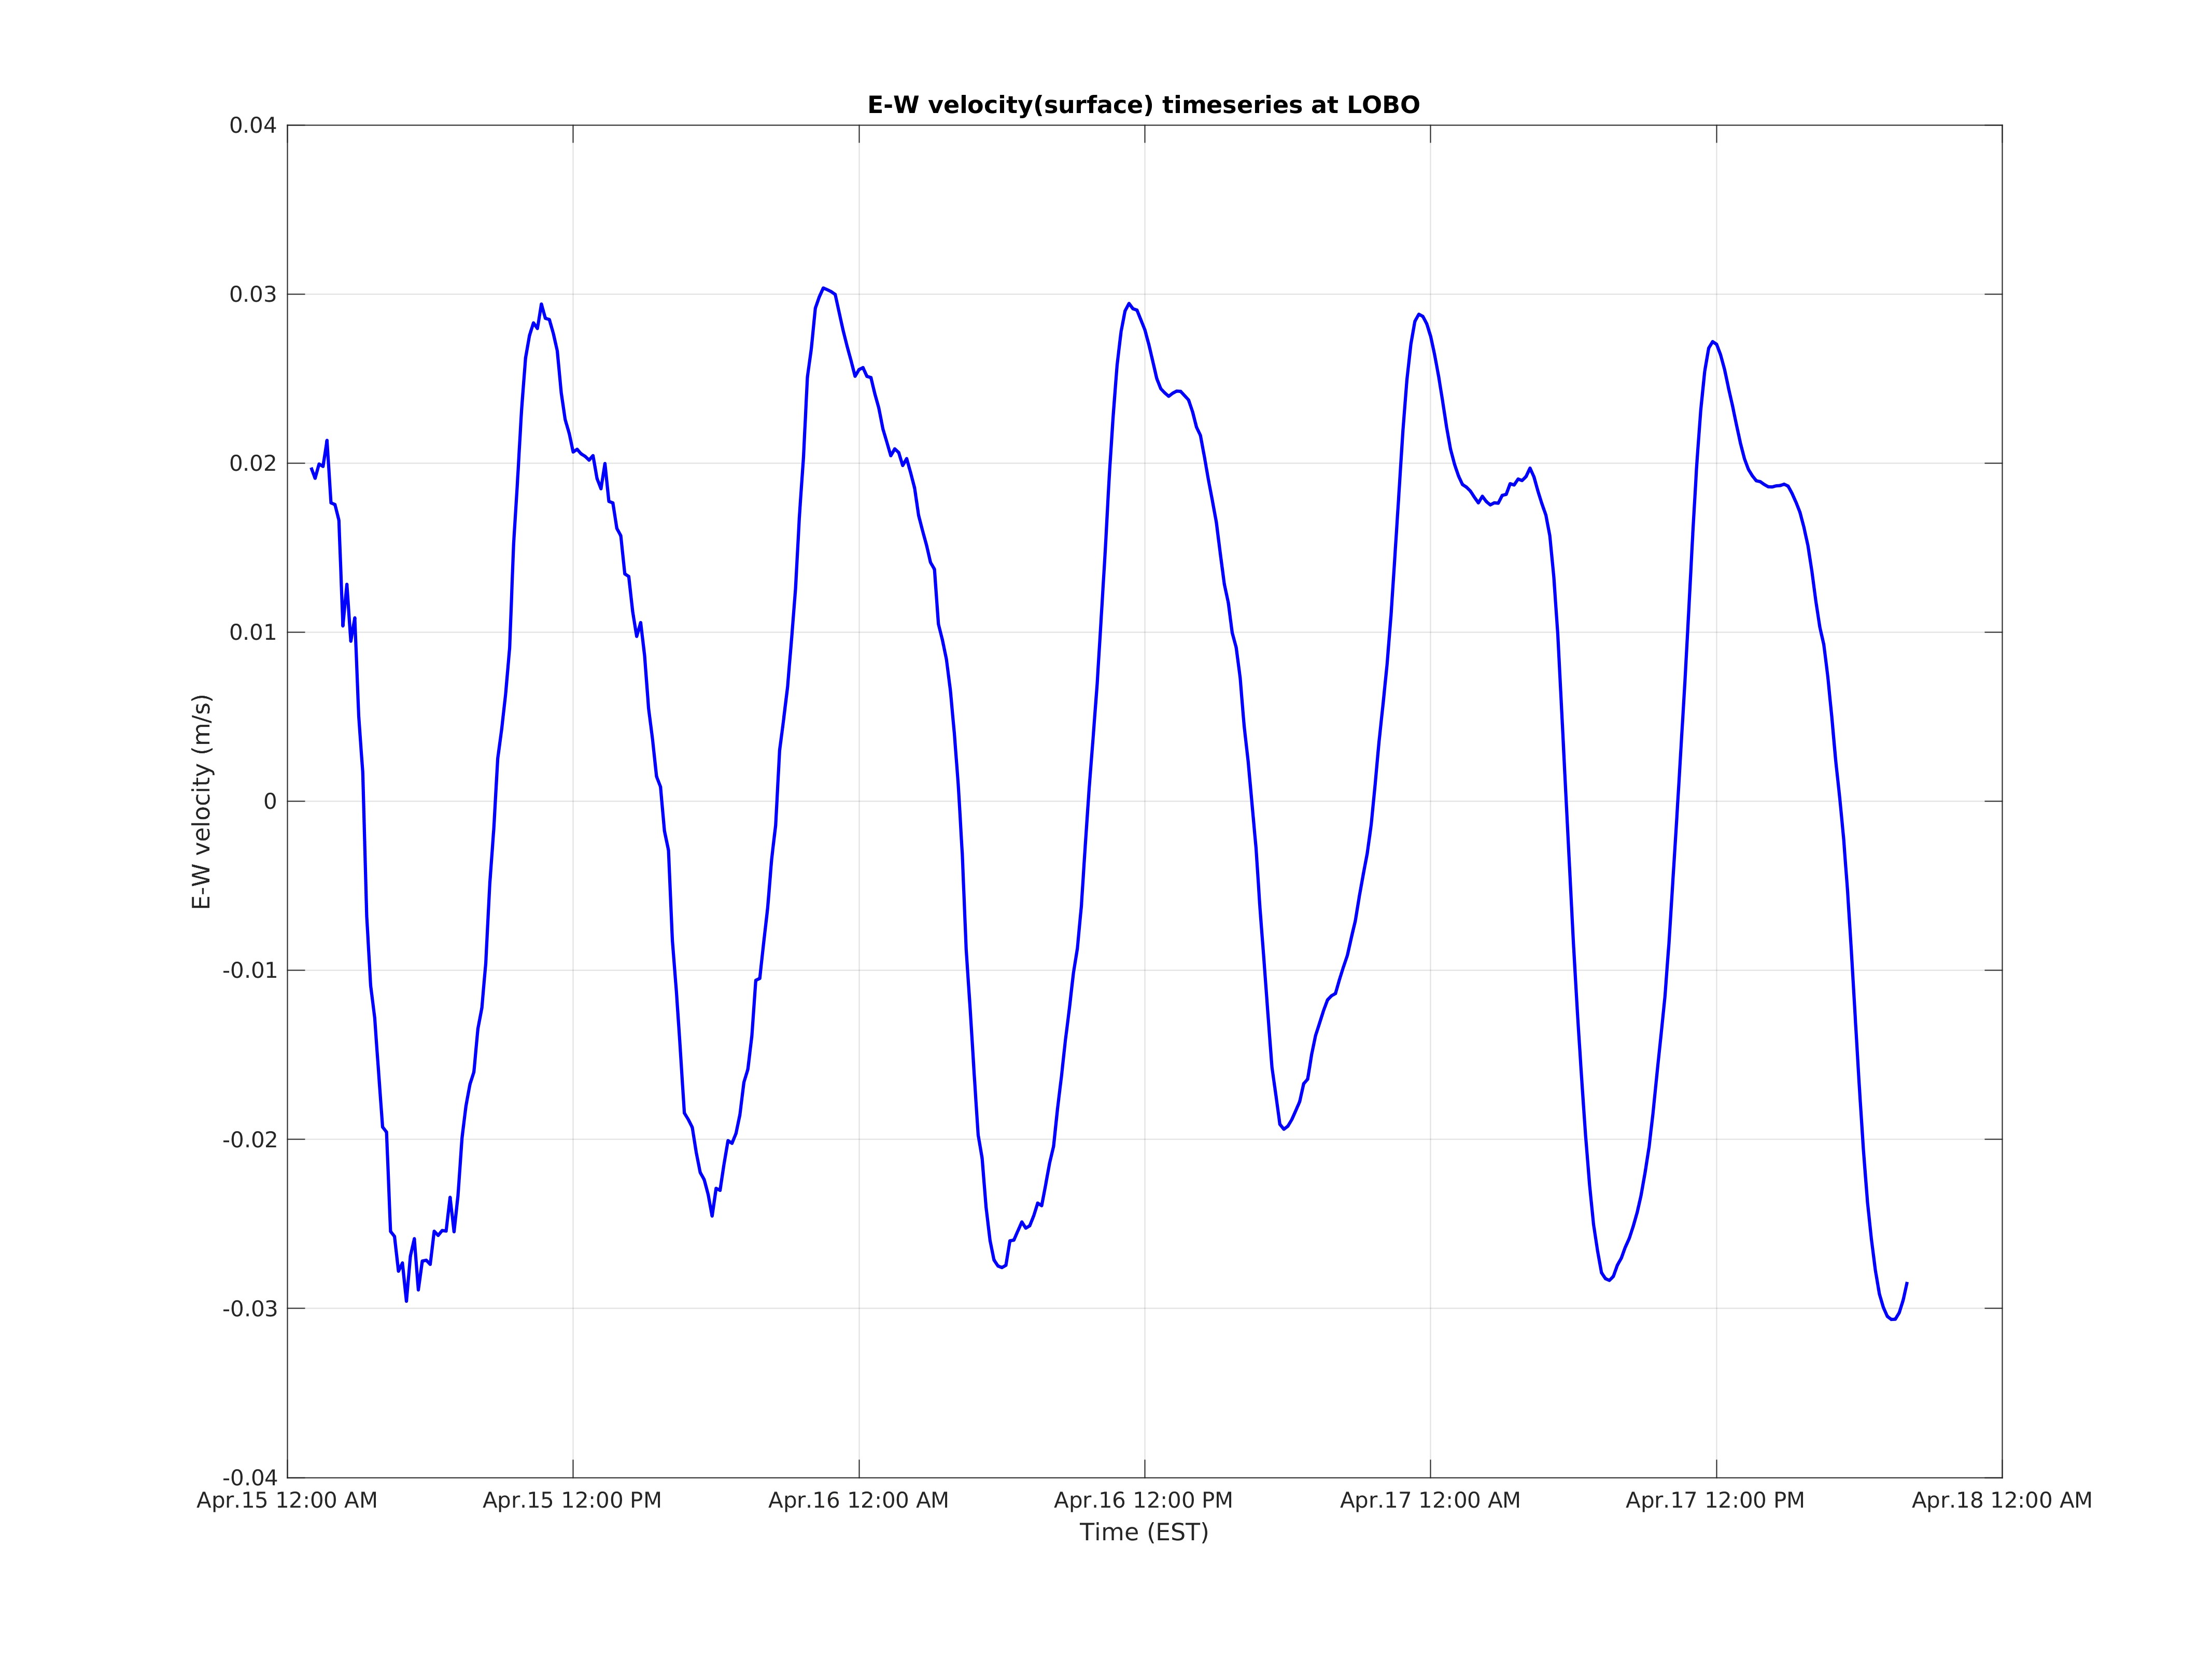 E-W velocity(surface) timeseries at LOBO
0.04
0.03
0.02
0.01
0
-0.01
-0.02
-0.03
-0.04
E-W velocity (m/s)
Apr.15 12:00 AM Apr.15 12:00 PM Apr.16 12:00 AM Apr.16 12:00 PM Apr.17 12:00 AM Apr.17 12:00 PM Apr.18 12:00 AM
Time (EST)